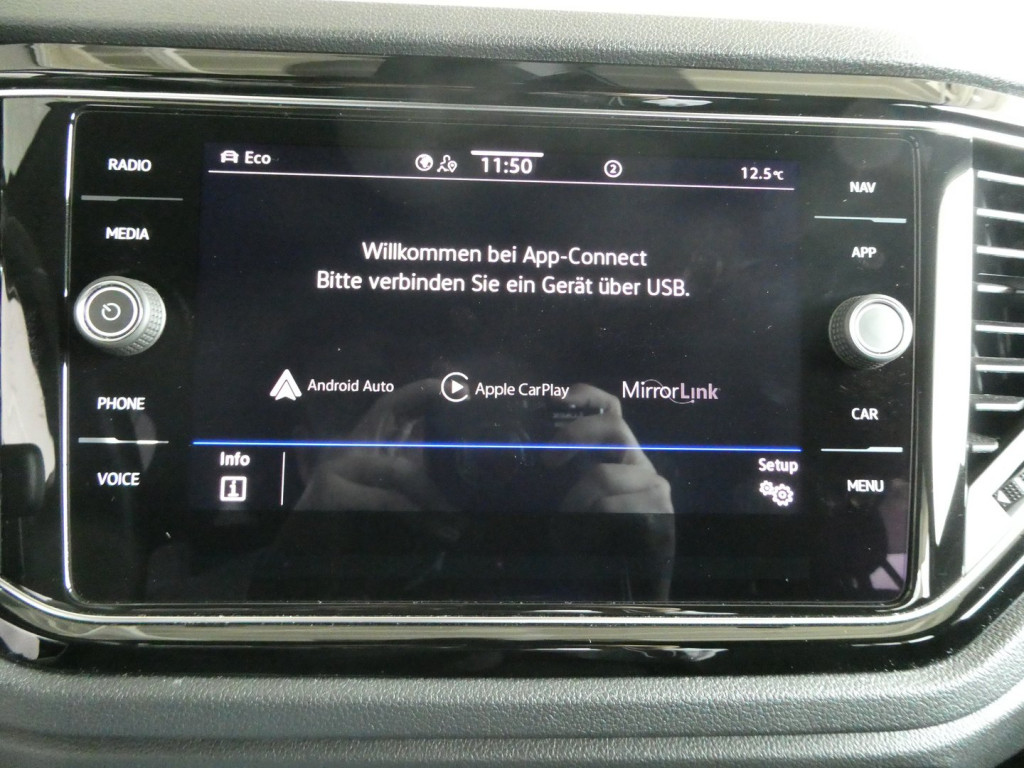 RADIO
MEDIA
PHONE
VOICE
Eco
11:50
2
12.5°C
Willkommen bei App-Connect
Bitte verbinden Sie ein Gerät über USB.
Android Auto
Apple CarPlay
MirrorLink
Info
Setup
NAV
APP
CAR
MENU